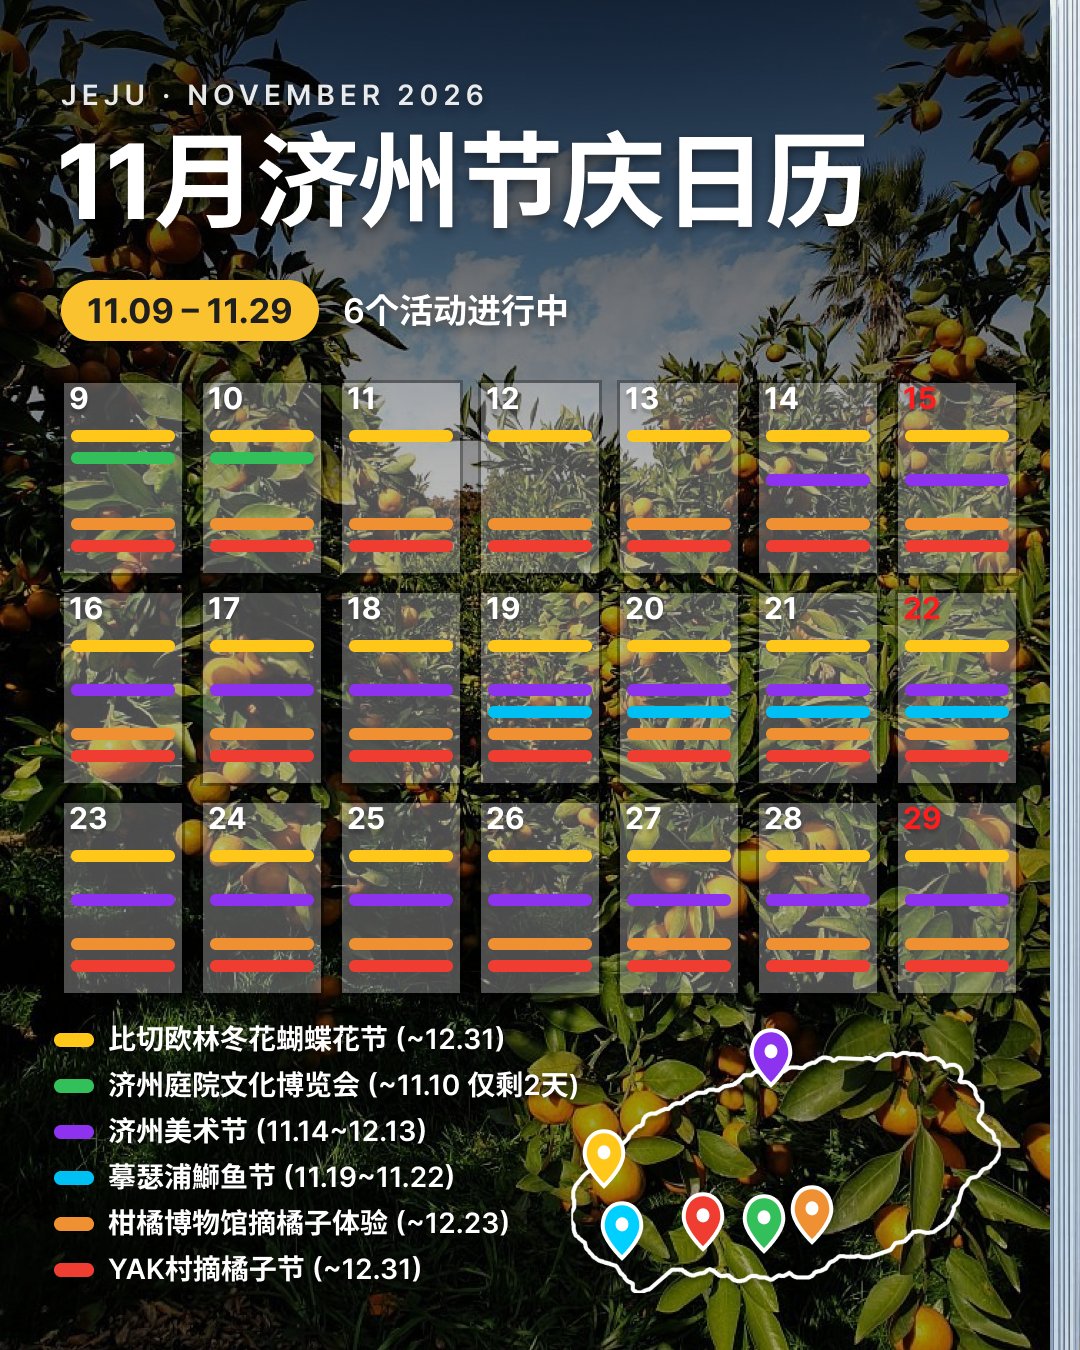 JEJU · NOVEMBER 2026
11月济州节庆日历
11.09 – 11.29 6个活动进行中
9 10 11 12 13 14 15
16 17 18 19 20 21 22
23 24 25 26 27 28 29
比切欧林冬花蝴蝶花节 (~12.31)
济州庭院文化博览会 (~11.10 仅剩2天)
济州美术节 (11.14~12.13)
摹瑟浦鰤鱼节 (11.19~11.22)
柑橘博物馆摘橘子体验 (~12.23)
YAK村摘橘子节 (~12.31)